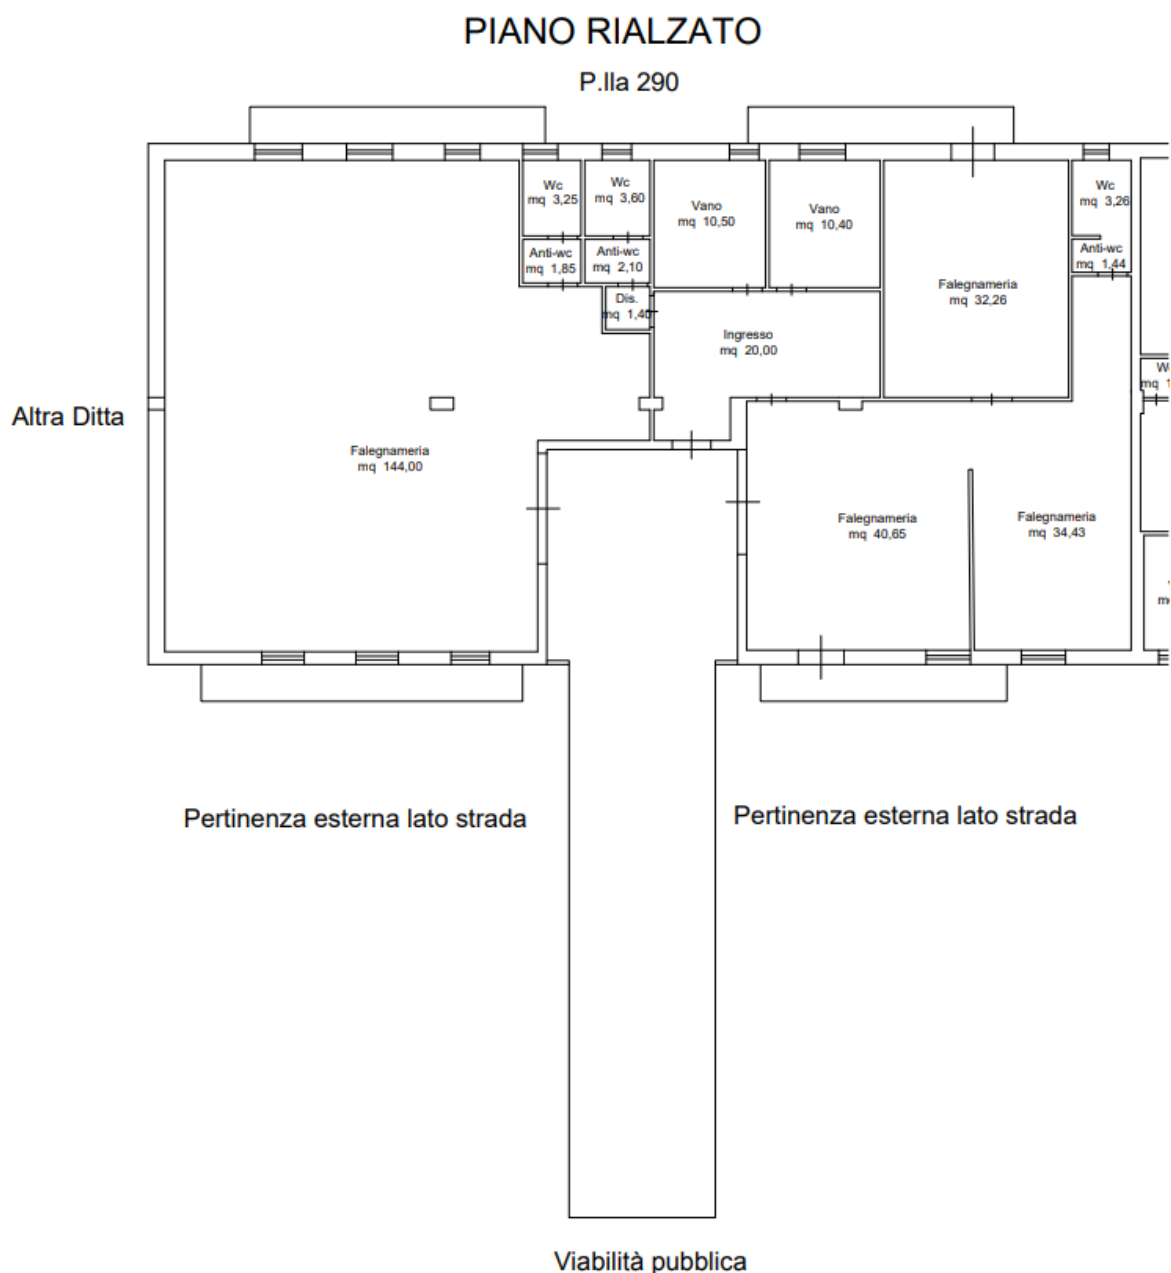 PIANO RIALZATO
P.lla 290
Wc
mq 3,25
Wc
mq 3,60
Vano
mq 10,50
Vano
mq 10,40
Wc
mq 3,26
Anti-wc
mq 1,85
Anti-wc
mq 2,10
Anti-wc
mq 1,44
Dis.
mq 1,40
Falegnameria
mq 32,26
Ingresso
mq 20,00
Altra Ditta
Falegnameria
mq 144,00
Falegnameria
mq 40,65
Falegnameria
mq 34,43
Pertinenza esterna lato strada
Pertinenza esterna lato strada
Viabilità pubblica